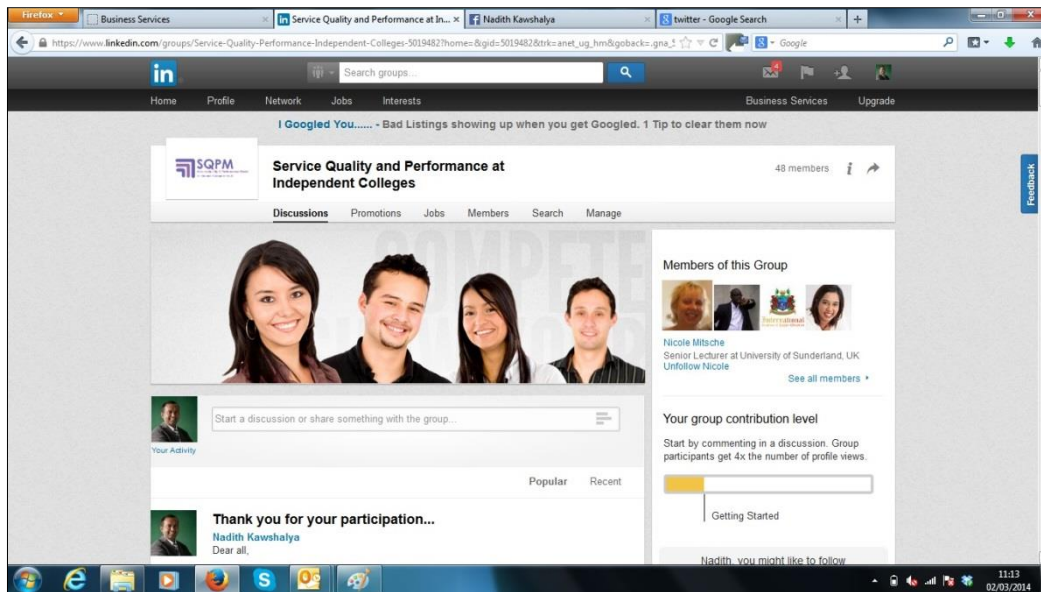 Firefox
Business Services
Service Quality and Performance at In...
Nadith Kawshalya
twitter - Google Search
https://www.linkedin.com/groups/Service-Quality-Performance-Independent-Colleges-5019482?home=&gid=5019482&trk=anet_ug_hm&goback=.gna_5
Google
in
Search groups...
4
Home Profile Network Jobs Interests Business Services Upgrade
I Googled You...... - Bad Listings showing up when you get Googled. 1 Tip to clear them now
SQPM
Service Quality and Performance at
Independent Colleges
48 members
Feedback
Discussions Promotions Jobs Members Search Manage
COMPETE
Members of this Group
Nicole Mitsche
Senior Lecturer at University of Sunderland, UK
Unfollow Nicole
See all members
Start a discussion or share something with the group...
Your Activity
Your group contribution level
Start by commenting in a discussion. Group
participants get 4x the number of profile views.
Getting Started
Popular Recent
Thank you for your participation...
Nadith Kawshalya
Dear all,
Nadith, you might like to follow
11:13
02/03/2014